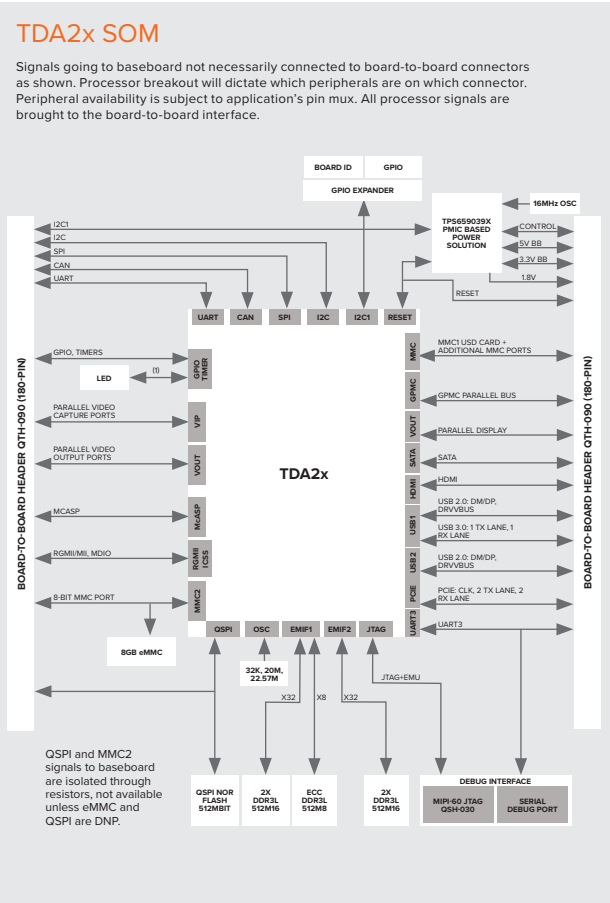 TDA2x SOM
Signals going to baseboard not necessarily connected to board-to-board connectors
as shown. Processor breakout will dictate which peripherals are on which connector.
Peripheral availability is subject to application's pin mux. All processor signals are
brought to the board-to-board interface.
BOARD ID
GPIO
GPIO EXPANDER
TPS659039X
PMIC BASED
POWER
SOLUTION
16MHz OSC
CONTROL
5V BB
3.3V BB
1.8V
RESET
I2C1
I2C
SPI
CAN
UART
UART
CAN
SPI
I2C
I2C1
RESET
BOARD-TO-BOARD HEADER QTH-090 (180-PIN)
GPIO, TIMERS
LED
(1)
PARALLEL VIDEO
CAPTURE PORTS
PARALLEL VIDEO
OUTPUT PORTS
MCASP
RGMII/MII, MDIO
8-BIT MMC PORT
8GB eMMC
GPIO
TIMER
VIP
VOUT
McASP
RGMII
ICSS
MMC2
TDA2x
MMC
GPMC
VOUT
SATA
HDMI
USB1
USB2
PCIE
UART3
MMC1 USD CARD +
ADDITIONAL MMC PORTS
GPMC PARALLEL BUS
PARALLEL DISPLAY
SATA
HDMI
USB 2.0: DM/DP,
DRVVBUS
USB 3.0: 1 TX LANE, 1
RX LANE
USB 2.0: DM/DP,
DRVVBUS
PCIE: CLK, 2 TX LANE, 2
RX LANE
UART3
BOARD-TO-BOARD HEADER QTH-090 (180-PIN)
QSPI
OSC
EMIF1
EMIF2
JTAG
32K, 20M,
22.57M
X32
X8
X32
JTAG+EMU
QSPI and MMC2
signals to baseboard
are isolated through
resistors, not available
unless eMMC and
QSPI are DNP.
QSPI NOR
FLASH
512MBIT
2X
DDR3L
512M16
ECC
DDR3L
512M8
2X
DDR3L
512M16
DEBUG INTERFACE
MIPI-60 JTAG
QSH-030
SERIAL
DEBUG PORT